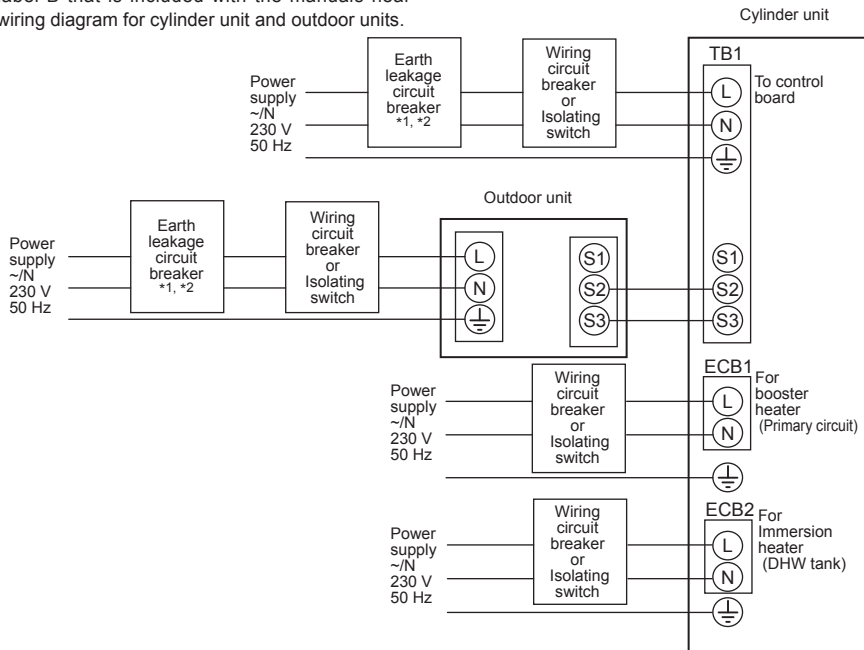 label B that is included with the manuals near
wiring diagram for cylinder unit and outdoor units.
Cylinder unit
Power
supply
~/N
230 V
50 Hz
Earth
leakage
circuit
breaker
*1, *2
Wiring
circuit
breaker
or
Isolating
switch
TB1
L
N
To control
board
Power
supply
~/N
230 V
50 Hz
Earth
leakage
circuit
breaker
*1, *2
Wiring
circuit
breaker
or
Isolating
switch
Outdoor unit
L
N
S1
S2
S3
S1
S2
S3
Power
supply
~/N
230 V
50 Hz
Wiring
circuit
breaker
or
Isolating
switch
ECB1
L
N
For
booster
heater
(Primary circuit)
Power
supply
~/N
230 V
50 Hz
Wiring
circuit
breaker
or
Isolating
switch
ECB2
L
N
For
Immersion
heater
(DHW tank)